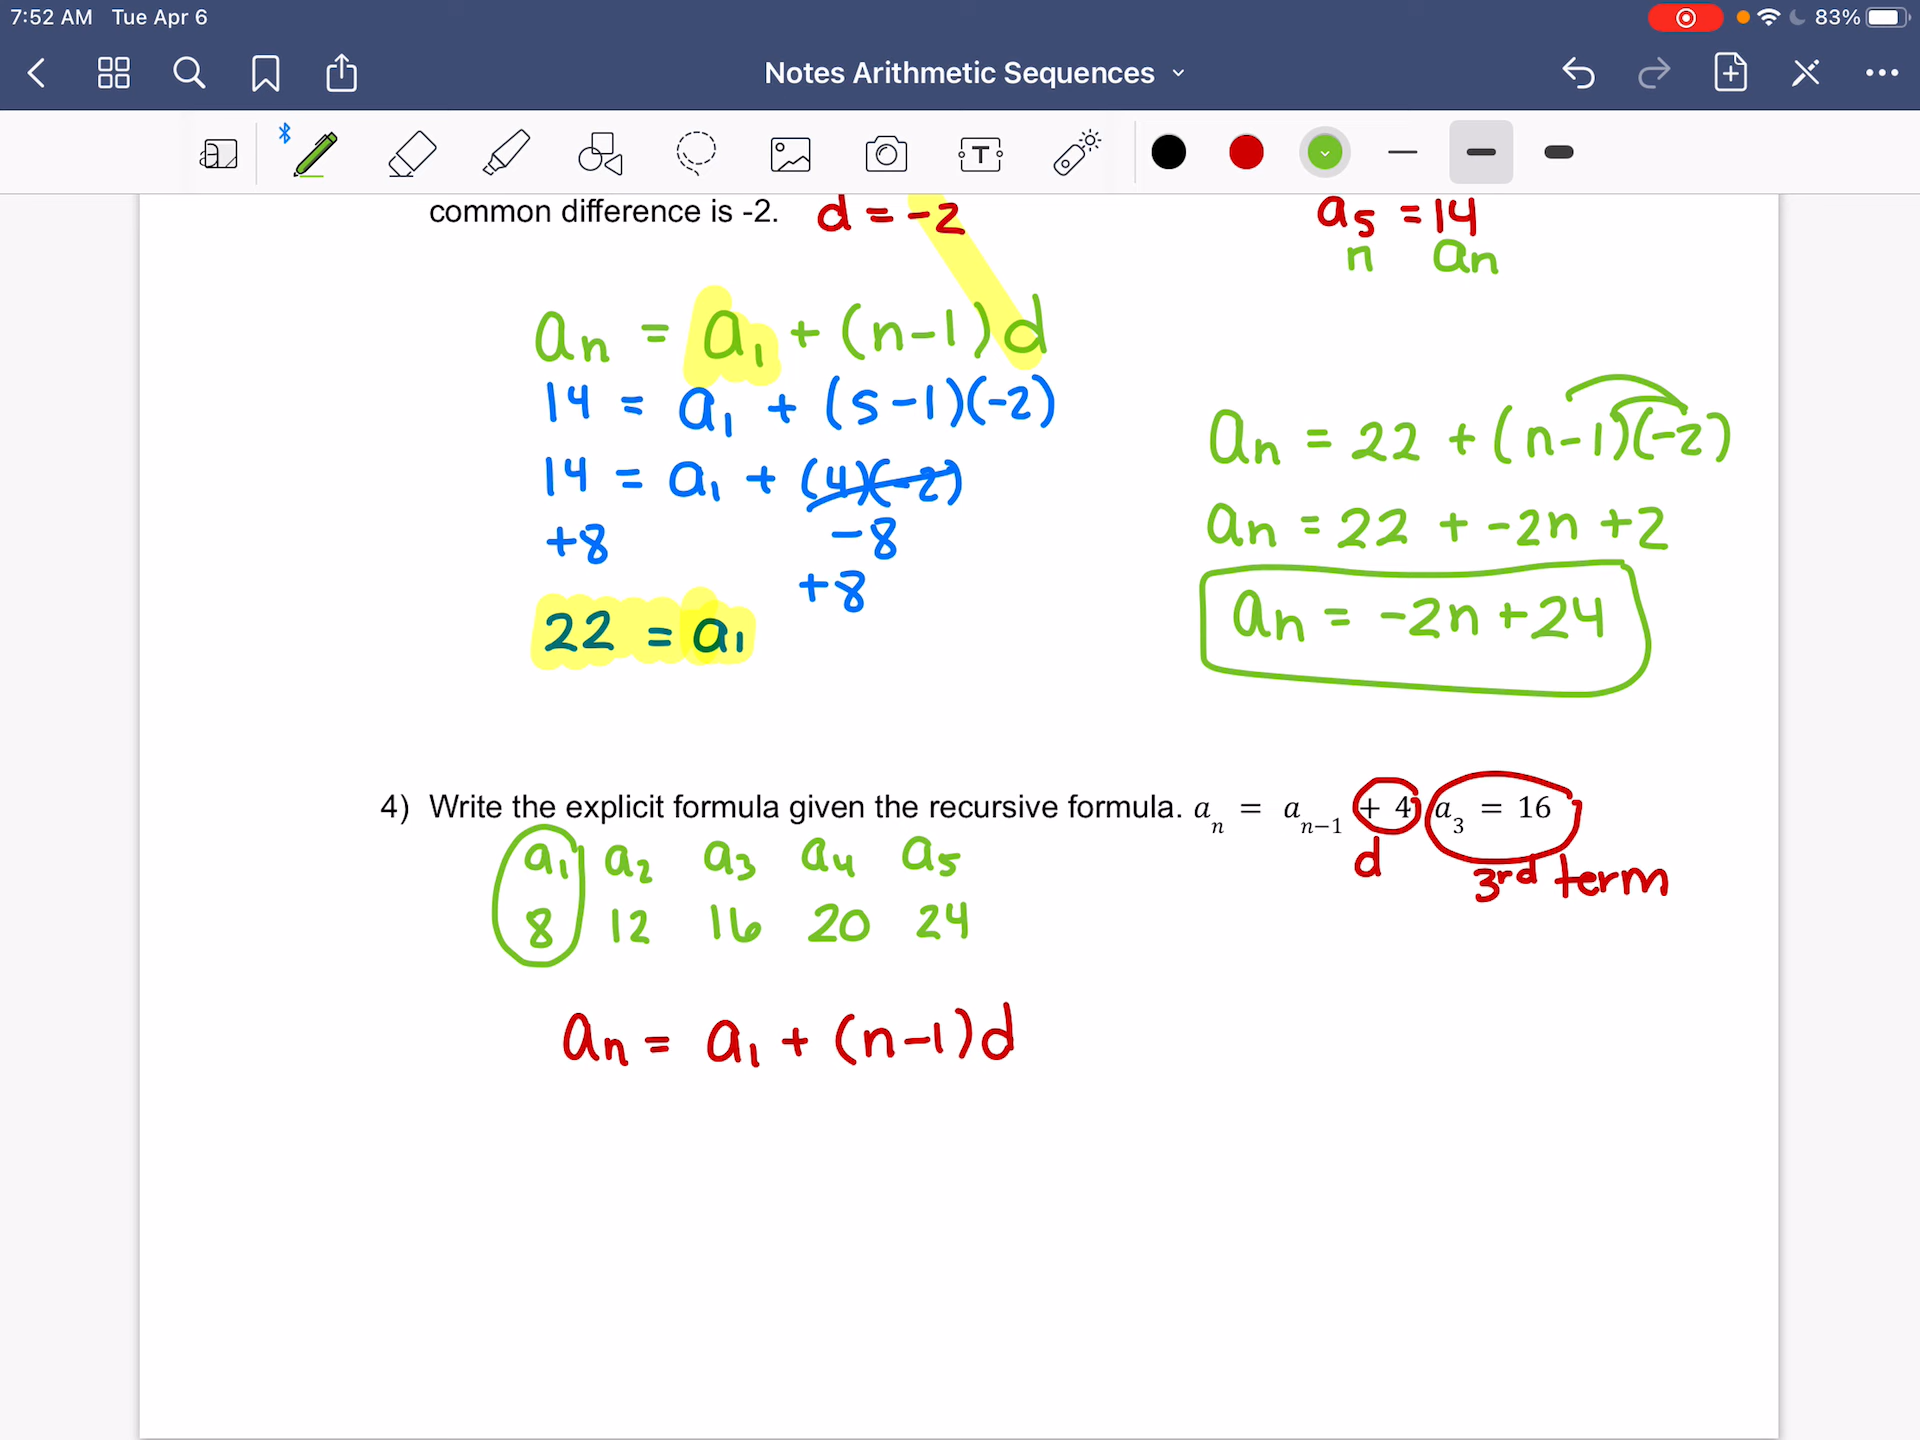 7:52 AM Tue Apr 6 83%
Notes Arithmetic Sequences
common difference is -2. d = -2
a5 = 14
n an
an = a1 + (n-1)d
14 = a1 + (5-1)(-2)
14 = a1 + (4)(-2)
+8 -8
+8
22 = a1
an = 22 + (n-1)(-2)
an = 22 + -2n +2
an = -2n +24
4) Write the explicit formula given the recursive formula. a_n = a_{n-1} + 4, a_3 = 16
d 3rd term
a1 a2 a3 a4 a5
8 12 16 20 24
an = a1 + (n-1)d